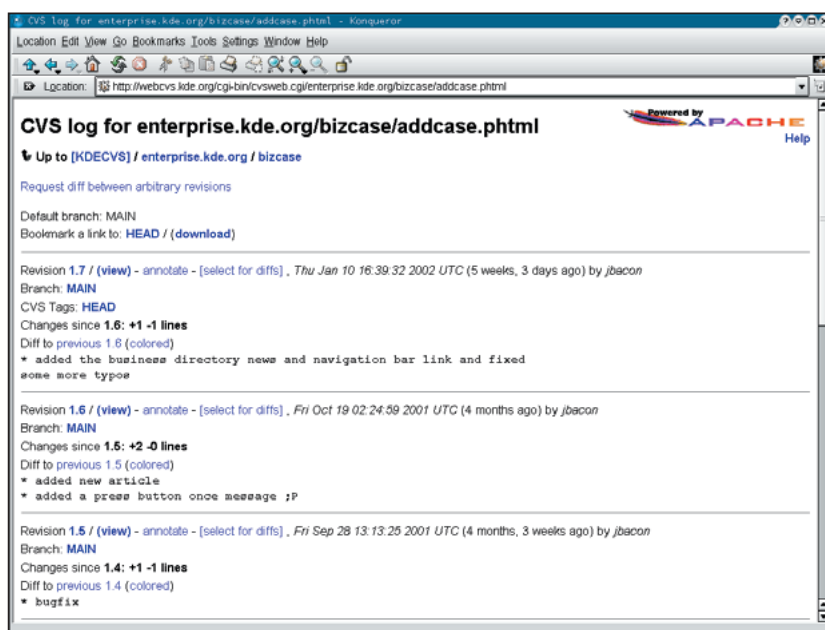 CVS log for enterprise.kde.org/bizcase/addcase.phtml - Konqueror
Location Edit View Go Bookmarks Tools Settings Window Help
Location: http://webcvs.kde.org/cgi-bin/cvsweb.cgi/enterprise.kde.org/bizcase/addcase.phtml
CVS log for enterprise.kde.org/bizcase/addcase.phtml
Powered by
APACHE
Help
Up to [KDECVS] / enterprise.kde.org / bizcase
Request diff between arbitrary revisions
Default branch: MAIN
Bookmark a link to: HEAD / (download)
Revision 1.7 / (view) - annotate - [select for diffs] , Thu Jan 10 16:39:32 2002 UTC (5 weeks, 3 days ago) by jbacon
Branch: MAIN
CVS Tags: HEAD
Changes since 1.6: +1 -1 lines
Diff to previous 1.6 (colored)
* added the business directory news and navigation bar link and fixed
some more typos
Revision 1.6 / (view) - annotate - [select for diffs] , Fri Oct 19 02:24:59 2001 UTC (4 months ago) by jbacon
Branch: MAIN
Changes since 1.5: +2 -0 lines
Diff to previous 1.5 (colored)
* added new article
* added a press button once message ;P
Revision 1.5 / (view) - annotate - [select for diffs] , Fri Sep 28 13:13:25 2001 UTC (4 months, 3 weeks ago) by jbacon
Branch: MAIN
Changes since 1.4: +1 -1 lines
Diff to previous 1.4 (colored)
* bugfix